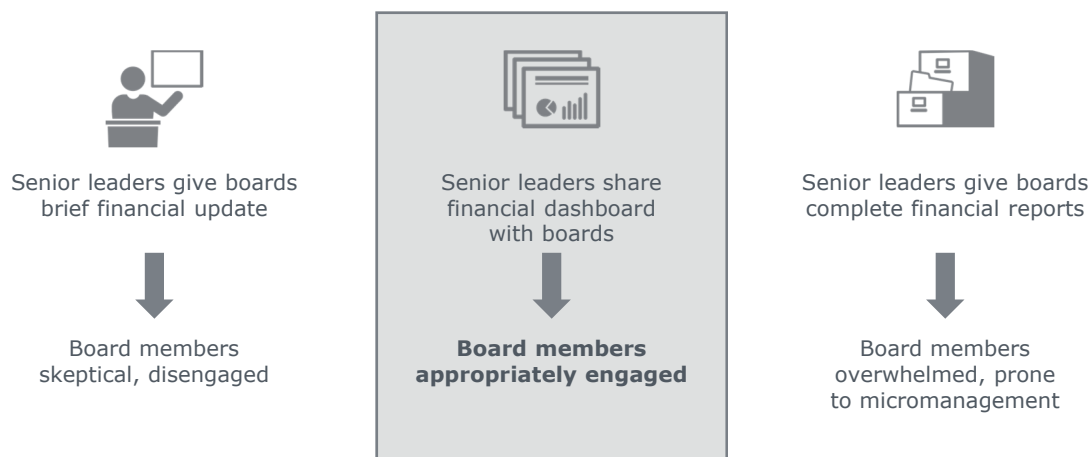 Senior leaders give boards
brief financial update
Board members
skeptical, disengaged
Senior leaders share
financial dashboard
with boards
Board members
appropriately engaged
Senior leaders give boards
complete financial reports
Board members
overwhelmed, prone
to micromanagement